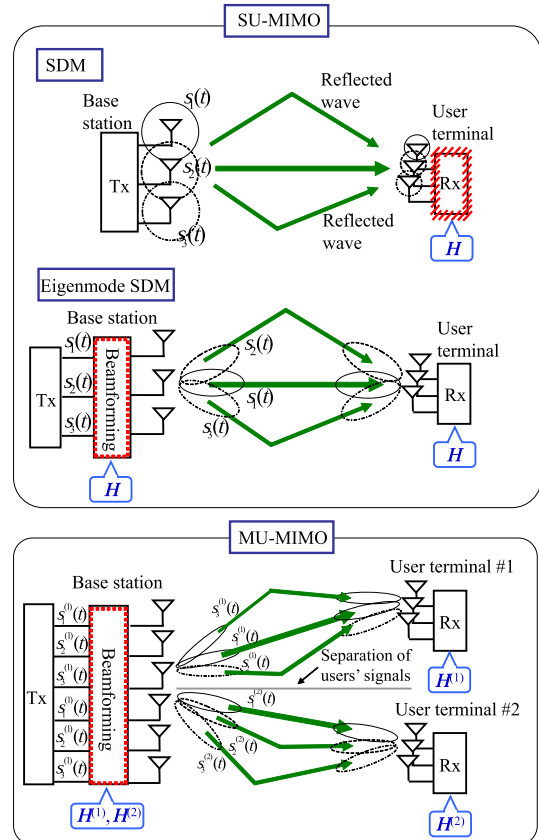 SU-MIMO
SDM
Base station
s₁(t)
s₂(t)
s₃(t)
Tx
Reflected wave
Reflected wave
User terminal
Rx
H
Eigenmode SDM
Base station
s₁(t)
s₂(t)
s₃(t)
Tx
Beamforming
H
s₂(t)
s₁(t)
s₃(t)
User terminal
Rx
H
MU-MIMO
Base station
s₁⁽¹⁾(t)
s₂⁽¹⁾(t)
s₃⁽¹⁾(t)
s₁⁽¹⁾(t)
s₂⁽¹⁾(t)
s₃⁽¹⁾(t)
Tx
Beamforming
H⁽¹⁾, H⁽²⁾
User terminal #1
Rx
H⁽¹⁾
Separation of users' signals
User terminal #2
Rx
H⁽²⁾